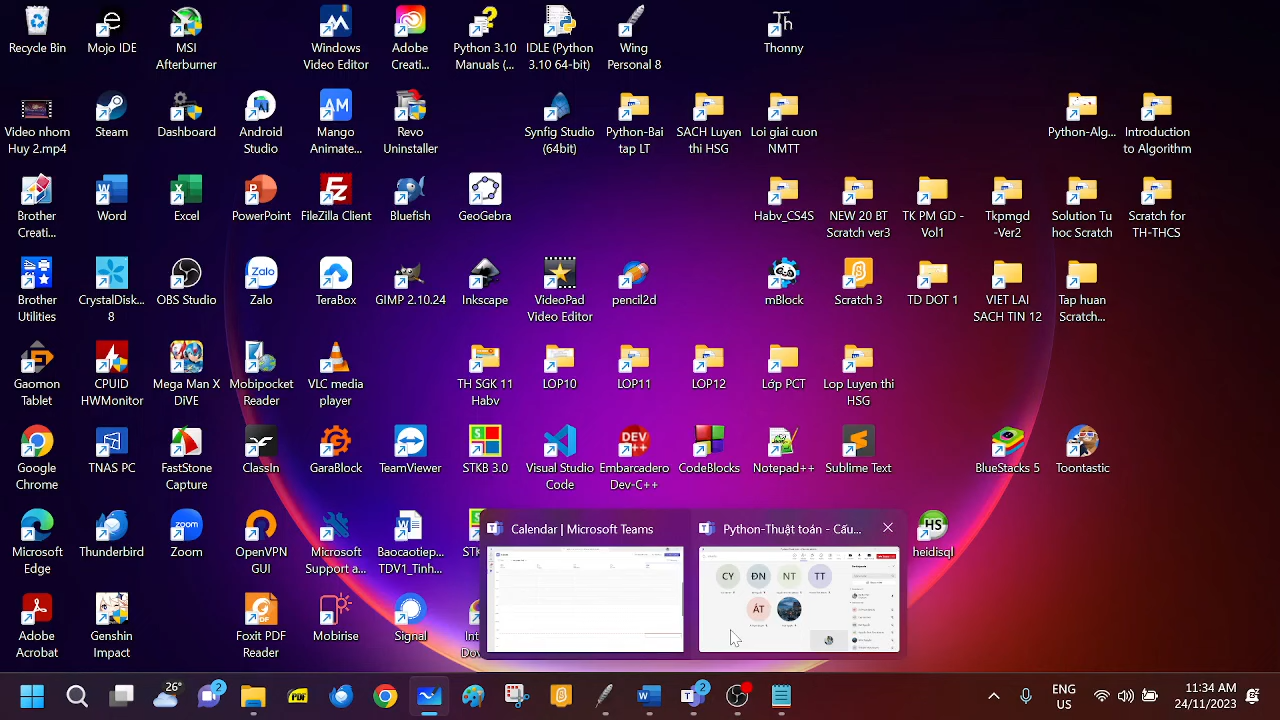 Recycle Bin
Mojo IDE
MSI
Afterburner
Windows
Video Editor
Adobe
Creati...
Python 3.10
Manuals (...
IDLE (Python
3.10 64-bit)
Wing
Personal 8
Th
Thonny
Video nhom
Huy 2.mp4
Steam
Dashboard
Android
Studio
AM
Mango
Animate...
Revo
Uninstaller
Synfig Studio
(64bit)
Python-Bai
tap LT
SACH Luyen
thi HSG
Loi giai cuon
NMTT
Python-Alg...
Introduction
to Algorithm
Brother
Creati...
Word
Excel
PowerPoint
FileZilla Client
Bluefish
GeoGebra
Habv_CS4S
NEW 20 BT
Scratch ver3
TK PM GD -
Vol1
Tkpmgd
-Ver2
Solution Tu
hoc Scratch
Scratch for
TH-THCS
Brother
Utilities
CrystalDisk...
8
OBS Studio
Zalo
Zalo
TeraBox
GIMP 2.10.24
Inkscape
VideoPad
Video Editor
pencil2d
mBlock
Scratch 3
TD DOT 1
VIET LAI
SACH TIN 12
Tap huan
Scratch...
Gaomon
Tablet
CPUID
HWMonitor
Mega Man X
DiVE
Mobipocket
Reader
VLC media
player
TH SGK 11
Habv
LOP10
LOP11
LOP12
Lớp PCT
Lop Luyen thi
HSG
Google
Chrome
TNAS PC
FastStone
Capture
ClassIn
GaraBlock
TeamViewer
STKB 3.0
Visual Studio
Code
DEV
Embarcadero
Dev-C++
CodeBlocks
Notepad++
Sublime Text
BlueStacks 5
Toontastic
Microsoft
Edge
Thunderbird
zoom
Zoom
OpenVPN
GUI
Microsoft
Support a...
Baocaotiep...
TDV1_Tinh...
Calendar | Microsoft Teams
Python-Thuật toán - Cấu...
CY
ĐN
NT
TT
ÁT
HS
heidisql
Adobe
Acrobat
Genshin
Impact
Foxit PDF
Reader
Mobirise
Signal
26°
2
PDF
2
ENG
US
11:34 AM
24/11/2023